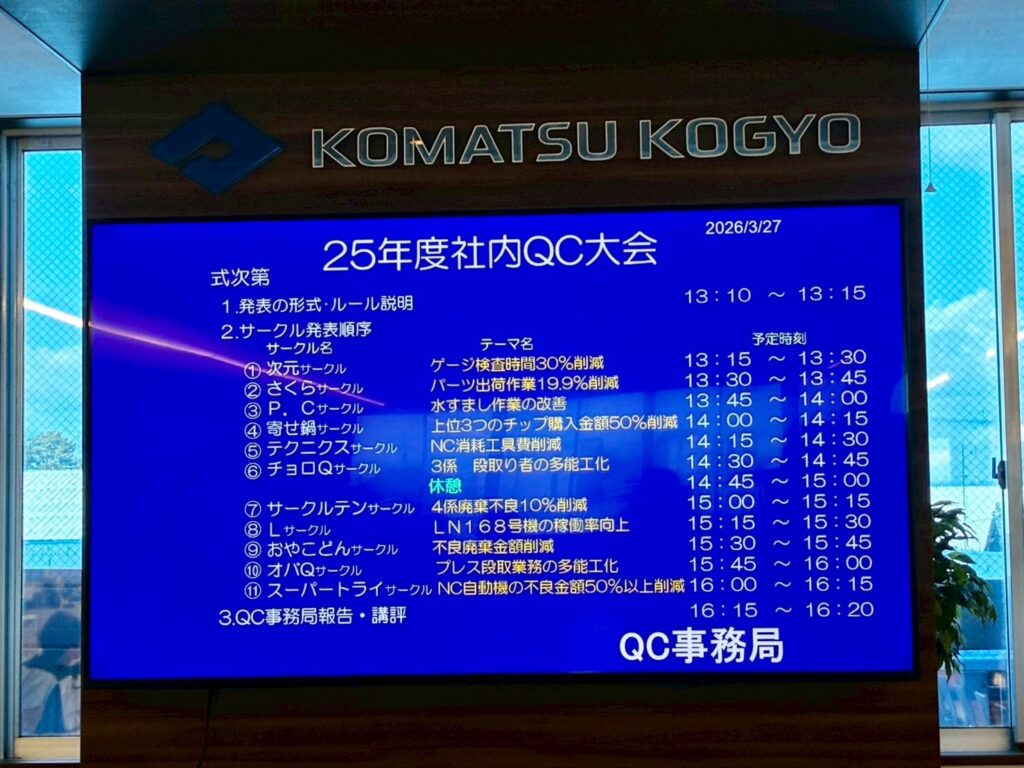 KOMATSU KOGYO
2026/3/27
25年度社内QC大会
式次第
1.発表の形式・ルール説明 13:10 ~ 13:15
2.サークル発表順序
サークル名 テーマ名 予定時刻
① 次元サークル ゲージ検査時間30%削減 13:15 ~ 13:30
② さくらサークル パーツ出荷作業19.9%削減 13:30 ~ 13:45
③ P.Cサークル 水すまし作業の改善 13:45 ~ 14:00
④ 寄せ鍋サークル 上位3つのチップ購入金額50%削減 14:00 ~ 14:15
⑤ テクニクスサークル NC消耗工具費削減 14:15 ~ 14:30
⑥ チョロQサークル 3係 段取り者の多能工化 14:30 ~ 14:45
休憩 14:45 ~ 15:00
⑦ サークルテンサークル 4係廃棄不良10%削減 15:00 ~ 15:15
⑧ Lサークル LN168号機の稼働率向上 15:15 ~ 15:30
⑨ おやこどんサークル 不良廃棄金額削減 15:30 ~ 15:45
⑩ オバQサークル プレス段取業務の多能工化 15:45 ~ 16:00
⑪ スーパートライサークル NC自動機の不良金額50%以上削減 16:00 ~ 16:15
3.QC事務局報告・講評 16:15 ~ 16:20
QC事務局